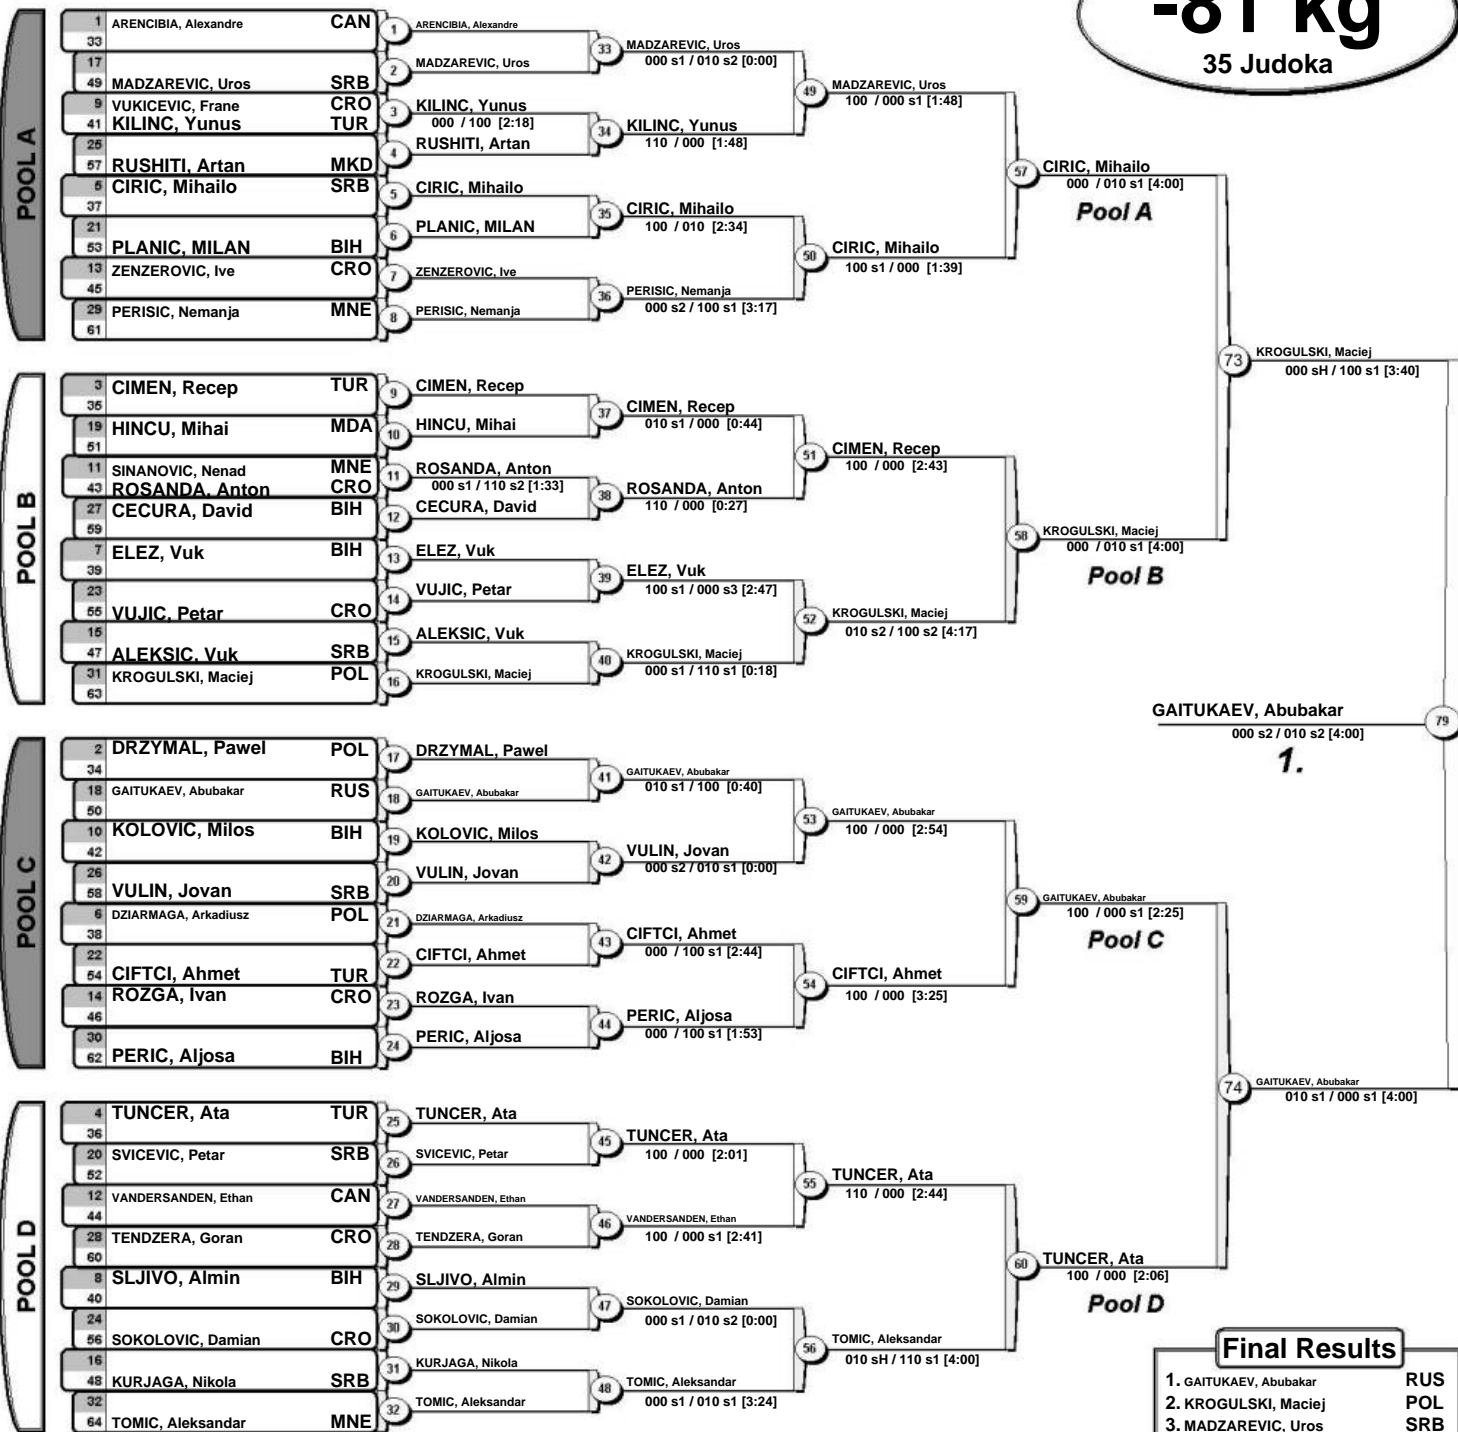 -81 kg
35 Judoka
POOL A
1 ARENCIBIA, Alexandre CAN
33
17
49 MADZAREVIC, Uros SRB
9 VUKICEVIC, Frane CRO
41 KILINC, Yunus TUR
25
57 RUSHITI, Artan MKD
5 CIRIC, Mihailo SRB
37
21
53 PLANIC, MILAN BIH
13 ZENZEROVIC, Ive CRO
45
29 PERISIC, Nemanja MNE
61
1 ARENCIBIA, Alexandre
2 MADZAREVIC, Uros
3 KILINC, Yunus
000 / 100 [2:18]
4 RUSHITI, Artan
5 CIRIC, Mihailo
6 PLANIC, MILAN
7 ZENZEROVIC, Ive
8 PERISIC, Nemanja
33 MADZAREVIC, Uros
000 s1 / 010 s2 [0:00]
34 KILINC, Yunus
110 / 000 [1:48]
35 CIRIC, Mihailo
100 / 010 [2:34]
36 PERISIC, Nemanja
000 s2 / 100 s1 [3:17]
49 MADZAREVIC, Uros
100 / 000 s1 [1:48]
50 CIRIC, Mihailo
100 s1 / 000 [1:39]
57 CIRIC, Mihailo
000 / 010 s1 [4:00]
Pool A
POOL B
3 CIMEN, Recep TUR
35
19 HINCU, Mihai MDA
51
11 SINANOVIC, Nenad MNE
43 ROSANDA, Anton CRO
27 CECURA, David BIH
59
7 ELEZ, Vuk BIH
39
23
55 VUJIC, Petar CRO
15
47 ALEKSIC, Vuk SRB
31 KROGULSKI, Maciej POL
63
9 CIMEN, Recep
10 HINCU, Mihai
11 ROSANDA, Anton
000 s1 / 110 s2 [1:33]
12 CECURA, David
13 ELEZ, Vuk
14 VUJIC, Petar
15 ALEKSIC, Vuk
16 KROGULSKI, Maciej
37 CIMEN, Recep
010 s1 / 000 [0:44]
38 ROSANDA, Anton
110 / 000 [0:27]
39 ELEZ, Vuk
100 s1 / 000 s3 [2:47]
40 KROGULSKI, Maciej
000 s1 / 110 s1 [0:18]
51 CIMEN, Recep
100 / 000 [2:43]
52 KROGULSKI, Maciej
010 s2 / 100 s2 [4:17]
58 KROGULSKI, Maciej
000 / 010 s1 [4:00]
Pool B
73 KROGULSKI, Maciej
000 sH / 100 s1 [3:40]
GAITUKAEV, Abubakar 79
000 s2 / 010 s2 [4:00]
1.
POOL C
2 DRZYMAL, Pawel POL
34
18 GAITUKAEV, Abubakar RUS
50
10 KOLOVIC, Milos BIH
42
26
58 VULIN, Jovan SRB
6 DZIARMAGA, Arkadiusz POL
38
22
54 CIFTCI, Ahmet TUR
14 ROZGA, Ivan CRO
46
30
62 PERIC, Aljosa BIH
17 DRZYMAL, Pawel
18 GAITUKAEV, Abubakar
19 KOLOVIC, Milos
20 VULIN, Jovan
21 DZIARMAGA, Arkadiusz
22 CIFTCI, Ahmet
23 ROZGA, Ivan
24 PERIC, Aljosa
41 GAITUKAEV, Abubakar
010 s1 / 100 [0:40]
42 VULIN, Jovan
000 s2 / 010 s1 [0:00]
43 CIFTCI, Ahmet
000 / 100 s1 [2:44]
44 PERIC, Aljosa
000 / 100 s1 [1:53]
53 GAITUKAEV, Abubakar
100 / 000 [2:54]
54 CIFTCI, Ahmet
100 / 000 [3:25]
59 GAITUKAEV, Abubakar
100 / 000 s1 [2:25]
Pool C
74 GAITUKAEV, Abubakar
010 s1 / 000 s1 [4:00]
POOL D
4 TUNCER, Ata TUR
36
20 SVICEVIC, Petar SRB
52
12 VANDERSANDEN, Ethan CAN
44
28 TENDZERA, Goran CRO
60
8 SLJIVO, Almin BIH
40
24
56 SOKOLOVIC, Damian CRO
16
48 KURJAGA, Nikola SRB
32
64 TOMIC, Aleksandar MNE
25 TUNCER, Ata
26 SVICEVIC, Petar
27 VANDERSANDEN, Ethan
28 TENDZERA, Goran
29 SLJIVO, Almin
30 SOKOLOVIC, Damian
31 KURJAGA, Nikola
32 TOMIC, Aleksandar
45 TUNCER, Ata
100 / 000 [2:01]
46 VANDERSANDEN, Ethan
100 / 000 s1 [2:41]
47 SOKOLOVIC, Damian
000 s1 / 010 s2 [0:00]
48 TOMIC, Aleksandar
000 s1 / 010 s1 [3:24]
55 TUNCER, Ata
110 / 000 [2:44]
56 TOMIC, Aleksandar
010 sH / 110 s1 [4:00]
60 TUNCER, Ata
100 / 000 [2:06]
Pool D
Final Results
1. GAITUKAEV, Abubakar RUS
2. KROGULSKI, Maciej POL
3. MADZAREVIC, Uros SRB